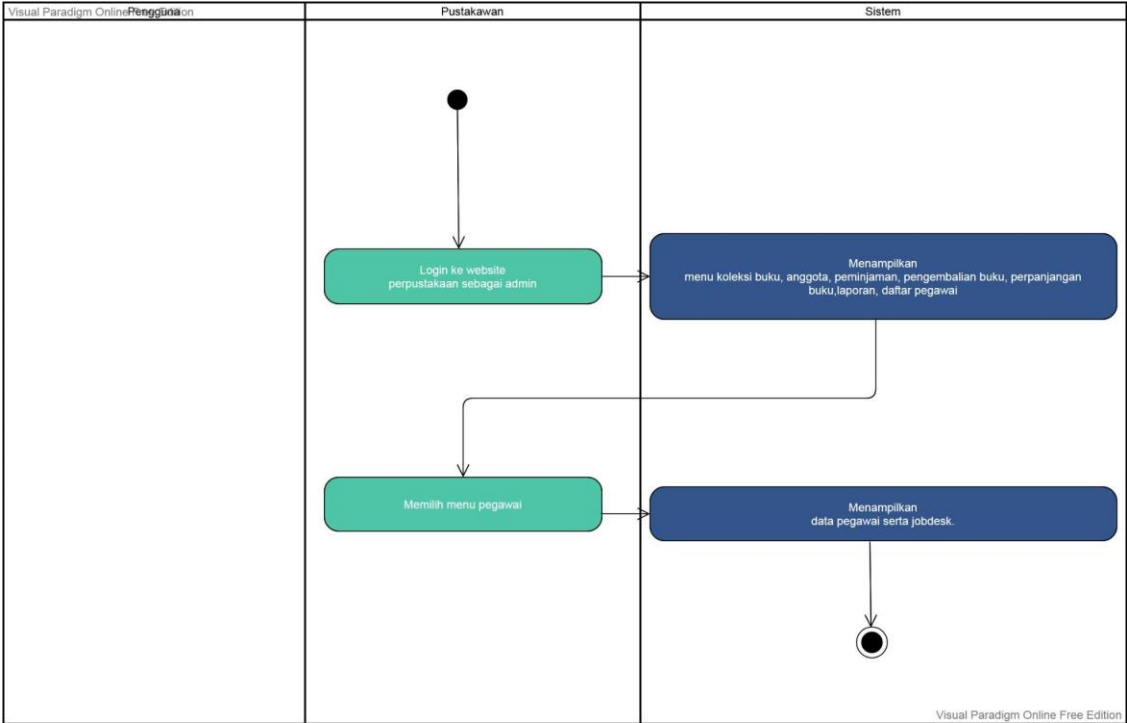 Visual Paradigm Online Free Edition
Pengguna
Pustakawan
Sistem
Login ke website
perpustakaan sebagai admin
Menampilkan
menu koleksi buku, anggota, peminjaman, pengembalian buku, perpanjangan
buku,laporan, daftar pegawai
Memilih menu pegawai
Menampilkan
data pegawai serta jobdesk.
Visual Paradigm Online Free Edition